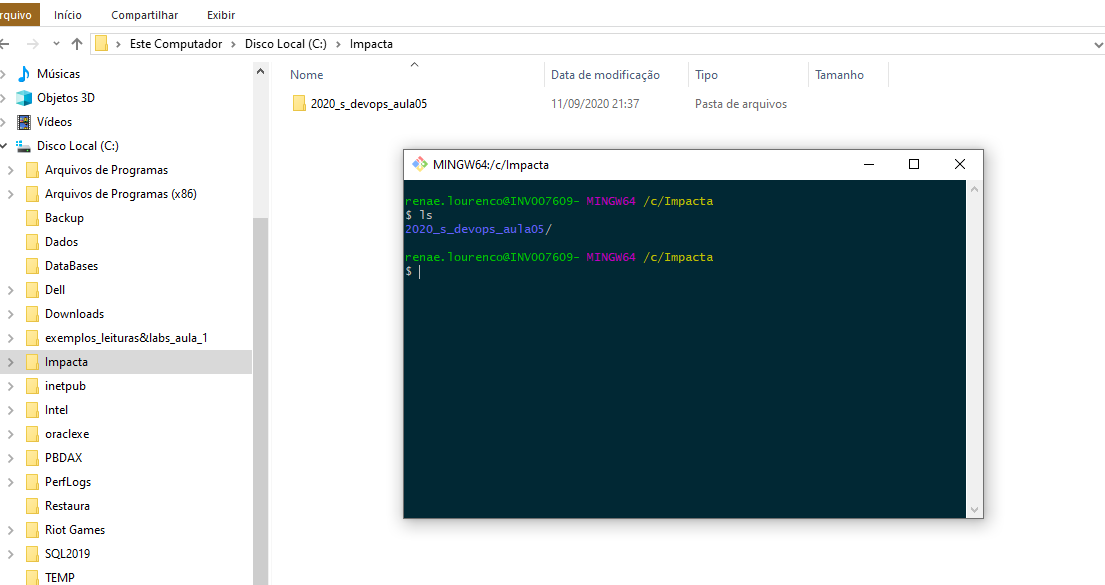 rquivo Início Compartilhar Exibir
Este Computador Disco Local (C:) Impacta
Músicas
Objetos 3D
Vídeos
Disco Local (C:)
Arquivos de Programas
Arquivos de Programas (x86)
Backup
Dados
DataBases
Dell
Downloads
exemplos_leituras&labs_aula_1
Impacta
inetpub
Intel
oraclexe
PBDAX
PerfLogs
Restaura
Riot Games
SQL2019
TEMP
Nome Data de modificação Tipo Tamanho
2020_s_devops_aula05 11/09/2020 21:37 Pasta de arquivos
MINGW64:/c/Impacta
renae.lourenco@INVOO7609- MINGW64 /c/Impacta
$ ls
2020_s_devops_aula05/
renae.lourenco@INVOO7609- MINGW64 /c/Impacta
$